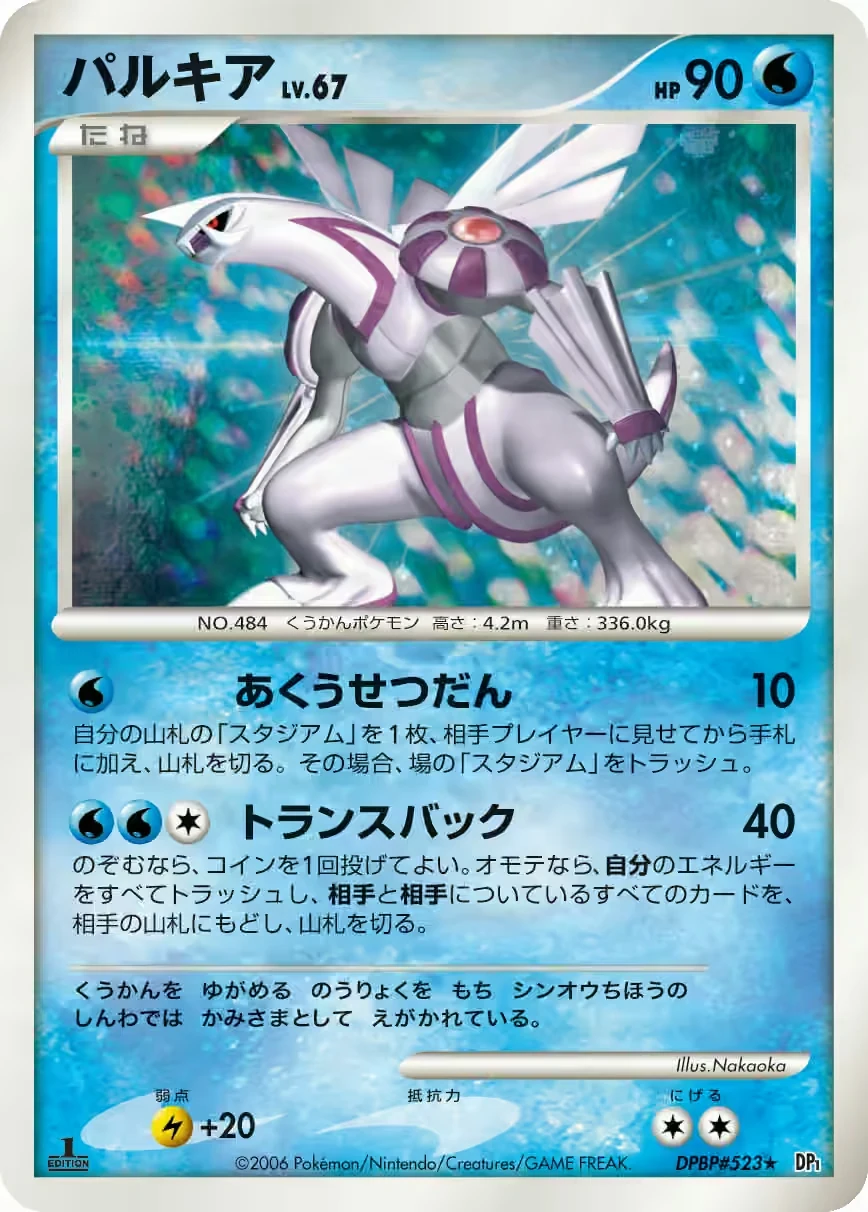 パルキア LV.67 HP 90
たね
NO.484 くうかんポケモン 高さ：4.2m 重さ：336.0kg
あくうせつだん 10
自分の山札の「スタジアム」を1枚、相手プレイヤーに見せてから手札
に加え、山札を切る。その場合、場の「スタジアム」をトラッシュ。
トランスバック 40
のぞむなら、コインを1回投げてよい。オモテなら、自分のエネルギー
をすべてトラッシュし、相手と相手についているすべてのカードを、
相手の山札にもどし、山札を切る。
くうかんを ゆがめる のうりょくを もち シンオウちほうの
しんわでは かみさまとして えがかれている。
Illus.Nakaoka
弱点 抵抗力 にげる
+20
1 EDITION
©2006 Pokémon/Nintendo/Creatures/GAME FREAK.
DPBP#523★ DP1